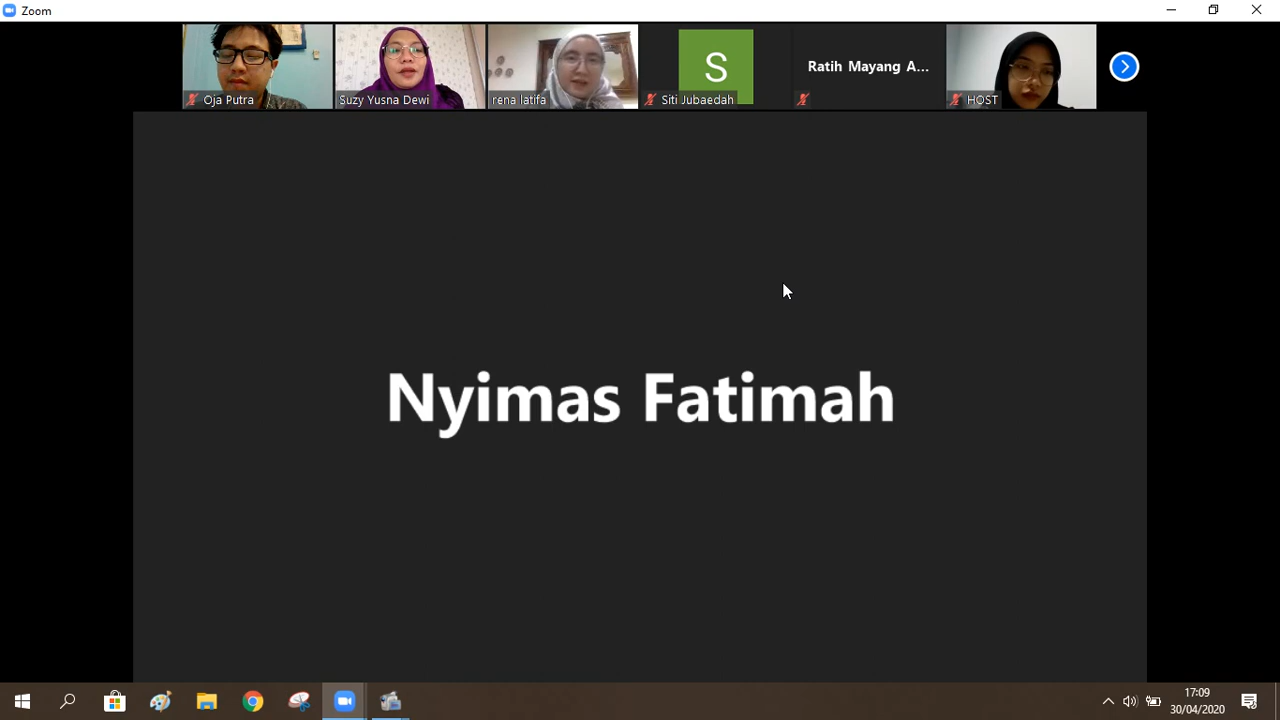 Zoom
Oja Putra
Suzy Yusna Dewi
rena latifa
S
Siti Jubaedah
Ratih Mayang A...
HOST
Nyimas Fatimah
17:09
30/04/2020